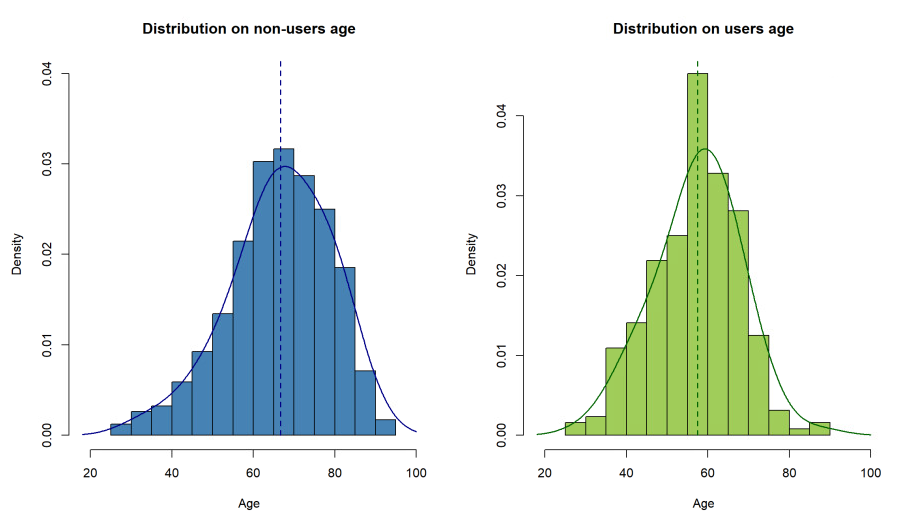 Distribution on non-users age
Density
0.00 0.01 0.02 0.03 0.04
20 40 60 80 100
Age
Distribution on users age
Density
0.00 0.01 0.02 0.03 0.04
20 40 60 80 100
Age